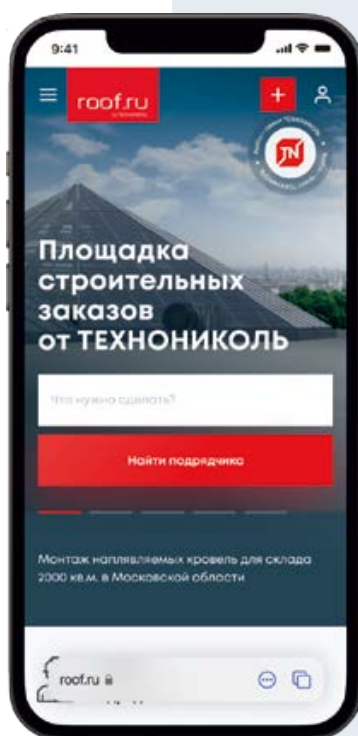 9:41
roof.ru
Площадка
строительных
заказов
от ТЕХНОНИКОЛЬ
Что нужно сделать?
Найти подрядчика
Монтаж наплявляемых кровель для склада
2000 кв.м. в Московской области
roof.ru